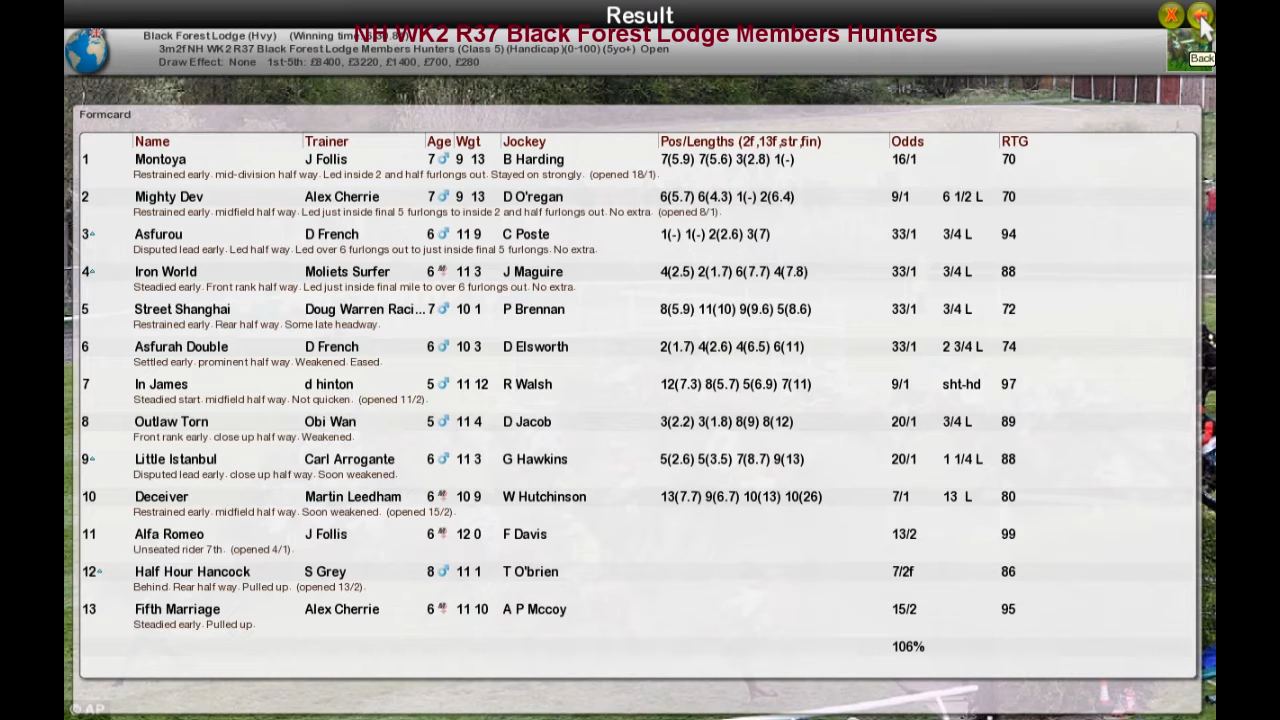 Result
NH WK2 R37 Black Forest Lodge Members Hunters
Black Forest Lodge (Hvy) (Winning time
3m2f NH WK2 R37 Black Forest Lodge Members Hunters (Class 5) (Handicap)(0-100) (5yo+) Open
Draw Effect: None 1st-5th: £8400, £3220, £1400, £700, £280
Back
Formcard
Name Trainer Age Wgt Jockey Pos/Lengths (2f,13f,str,fin) Odds RTG
1 Montoya J Follis 7 9 13 B Harding 7(5.9) 7(5.6) 3(2.8) 1(-) 16/1 70
Restrained early. mid-division half way. Led inside 2 and half furlongs out. Stayed on strongly. (opened 18/1).
2 Mighty Dev Alex Cherrie 7 9 13 D O'regan 6(5.7) 6(4.3) 1(-) 2(6.4) 9/1 6 1/2 L 70
Restrained early. midfield half way. Led just inside final 5 furlongs to inside 2 and half furlongs out. No extra. (opened 8/1).
3 Asfurou D French 6 11 9 C Poste 1(-) 1(-) 2(2.6) 3(7) 33/1 3/4 L 94
Disputed lead early. Led half way. Led over 6 furlongs out to just inside final 5 furlongs. No extra.
4 Iron World Moliets Surfer 6 11 3 J Maguire 4(2.5) 2(1.7) 6(7.7) 4(7.8) 33/1 3/4 L 88
Steadied early. Front rank half way. Led just inside final mile to over 6 furlongs out. No extra.
5 Street Shanghai Doug Warren Raci... 7 10 1 P Brennan 8(5.9) 11(10) 9(9.6) 5(8.6) 33/1 3/4 L 72
Restrained early. Rear half way. Some late headway.
6 Asfurah Double D French 6 10 3 D Elsworth 2(1.7) 4(2.6) 4(6.5) 6(11) 33/1 2 3/4 L 74
Settled early. prominent half way. Weakened. Eased.
7 In James d hinton 5 11 12 R Walsh 12(7.3) 8(5.7) 5(6.9) 7(11) 9/1 sht-hd 97
Steadied start. midfield half way. Not quicken. (opened 11/2).
8 Outlaw Torn Obi Wan 5 11 4 D Jacob 3(2.2) 3(1.8) 8(9) 8(12) 20/1 3/4 L 89
Front rank early. close up half way. Weakened.
9 Little Istanbul Carl Arrogante 6 11 3 G Hawkins 5(2.6) 5(3.5) 7(8.7) 9(13) 20/1 1 1/4 L 88
Disputed lead early. close up half way. Soon weakened.
10 Deceiver Martin Leedham 6 10 9 W Hutchinson 13(7.7) 9(6.7) 10(13) 10(26) 7/1 13 L 80
Restrained early. midfield half way. Soon weakened. (opened 15/2).
11 Alfa Romeo J Follis 6 12 0 F Davis 13/2 99
Unseated rider 7th. (opened 4/1).
12 Half Hour Hancock S Grey 8 11 1 T O'brien 7/2f 86
Behind. Rear half way. Pulled up. (opened 13/2).
13 Fifth Marriage Alex Cherrie 6 11 10 A P Mccoy 15/2 95
Steadied early. Pulled up.
106%
© AP